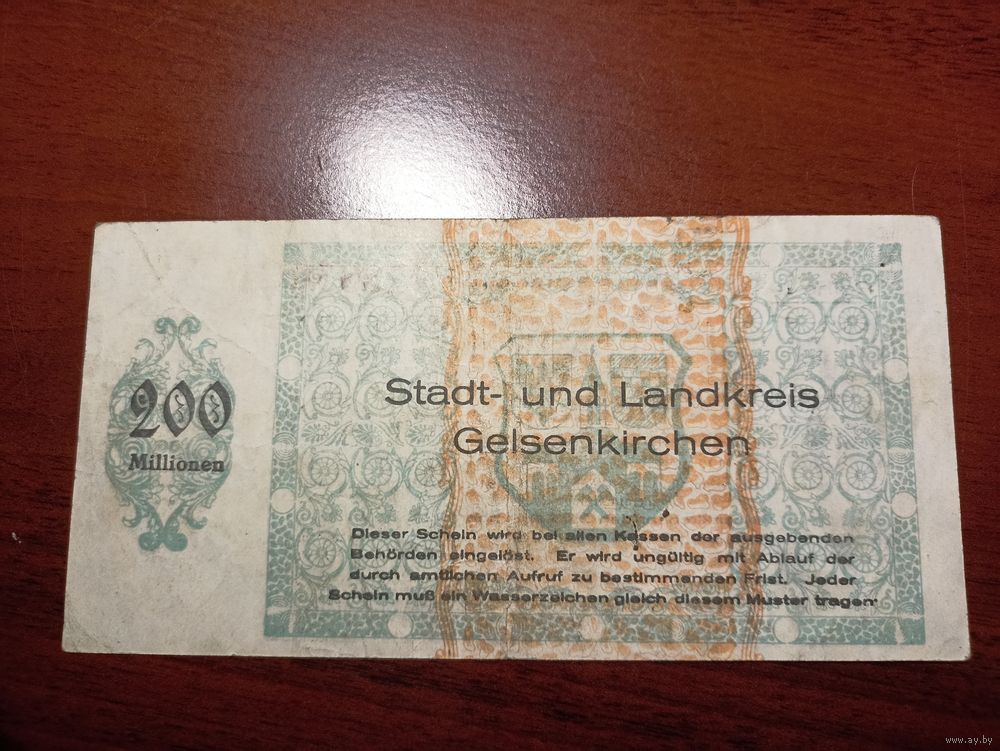 200
Millionen
Stadt- und Landkreis
Gelsenkirchen
Dieser Schein wird bei allen Kassen der ausgebenden
Behörden eingelöst. Er wird ungültig mit Ablauf der
durch amtlichen Aufruf zu bestimmenden Frist. Jeder
Schein muß ein Wasserzeichen gleich diesem Muster tragen.
www.ay.by